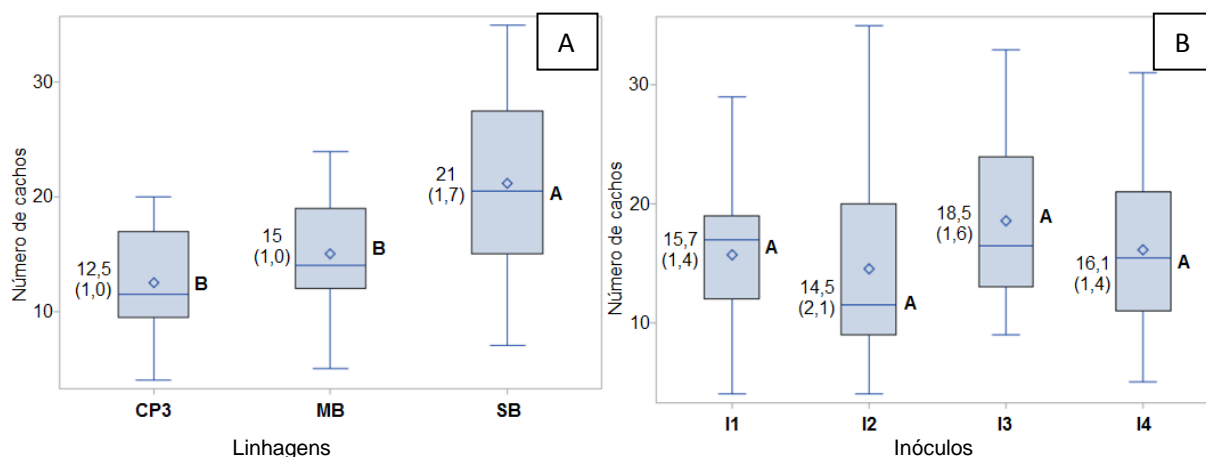 A
Número de cachos
30
20
10
12,5
(1,0)
B
15
(1,0)
B
21
(1,7)
A
CP3 MB SB
Linhagens
B
Número de cachos
30
20
10
15,7
(1,4)
A
14,5
(2,1)
A
18,5
(1,6)
A
16,1
(1,4)
A
I1 I2 I3 I4
Inóculos